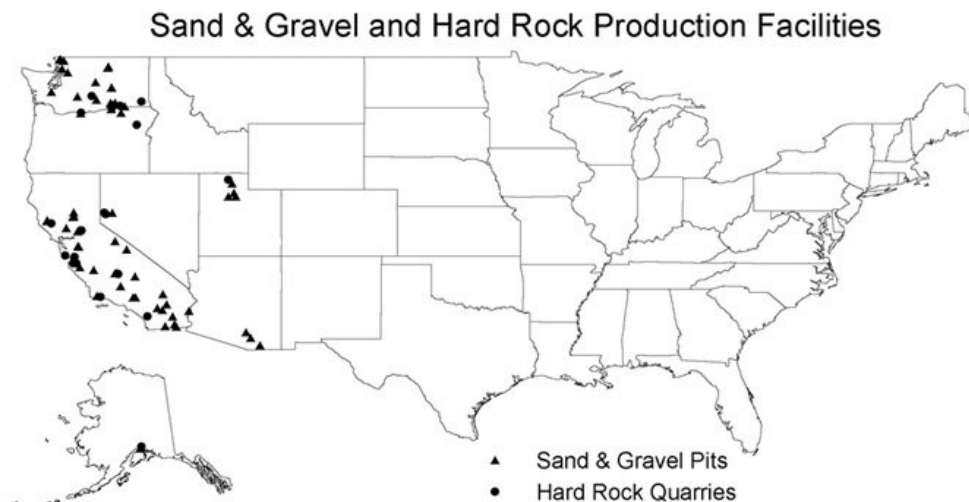 Sand & Gravel and Hard Rock Production Facilities
Sand & Gravel Pits
Hard Rock Quarries